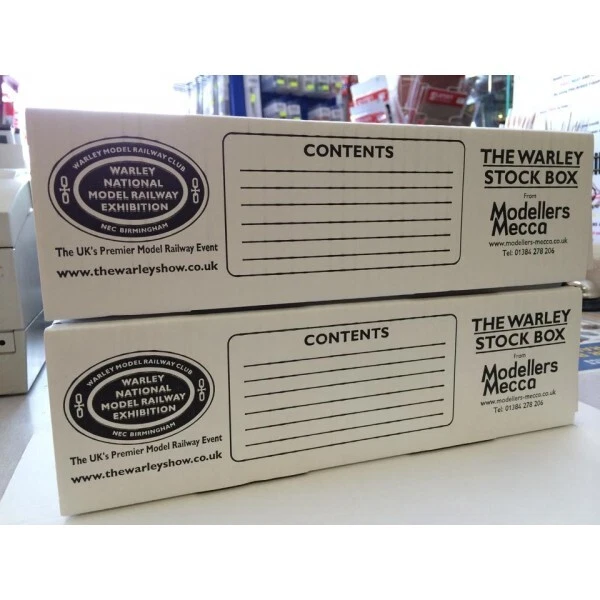 WARLEY MODEL RAILWAY CLUB
WARLEY
NATIONAL
MODEL RAILWAY
EXHIBITION
NEC BIRMINGHAM
The UK's Premier Model Railway Event
www.thewarleyshow.co.uk
CONTENTS
THE WARLEY
STOCK BOX
From
Modellers
Mecca
www.modellers-mecca.co.uk
Tel: 01384 278 206
WARLEY MODEL RAILWAY CLUB
WARLEY
NATIONAL
MODEL RAILWAY
EXHIBITION
NEC BIRMINGHAM
The UK's Premier Model Railway Event
www.thewarleyshow.co.uk
CONTENTS
THE WARLEY
STOCK BOX
From
Modellers
Mecca
www.modellers-mecca.co.uk
Tel: 01384 278 206